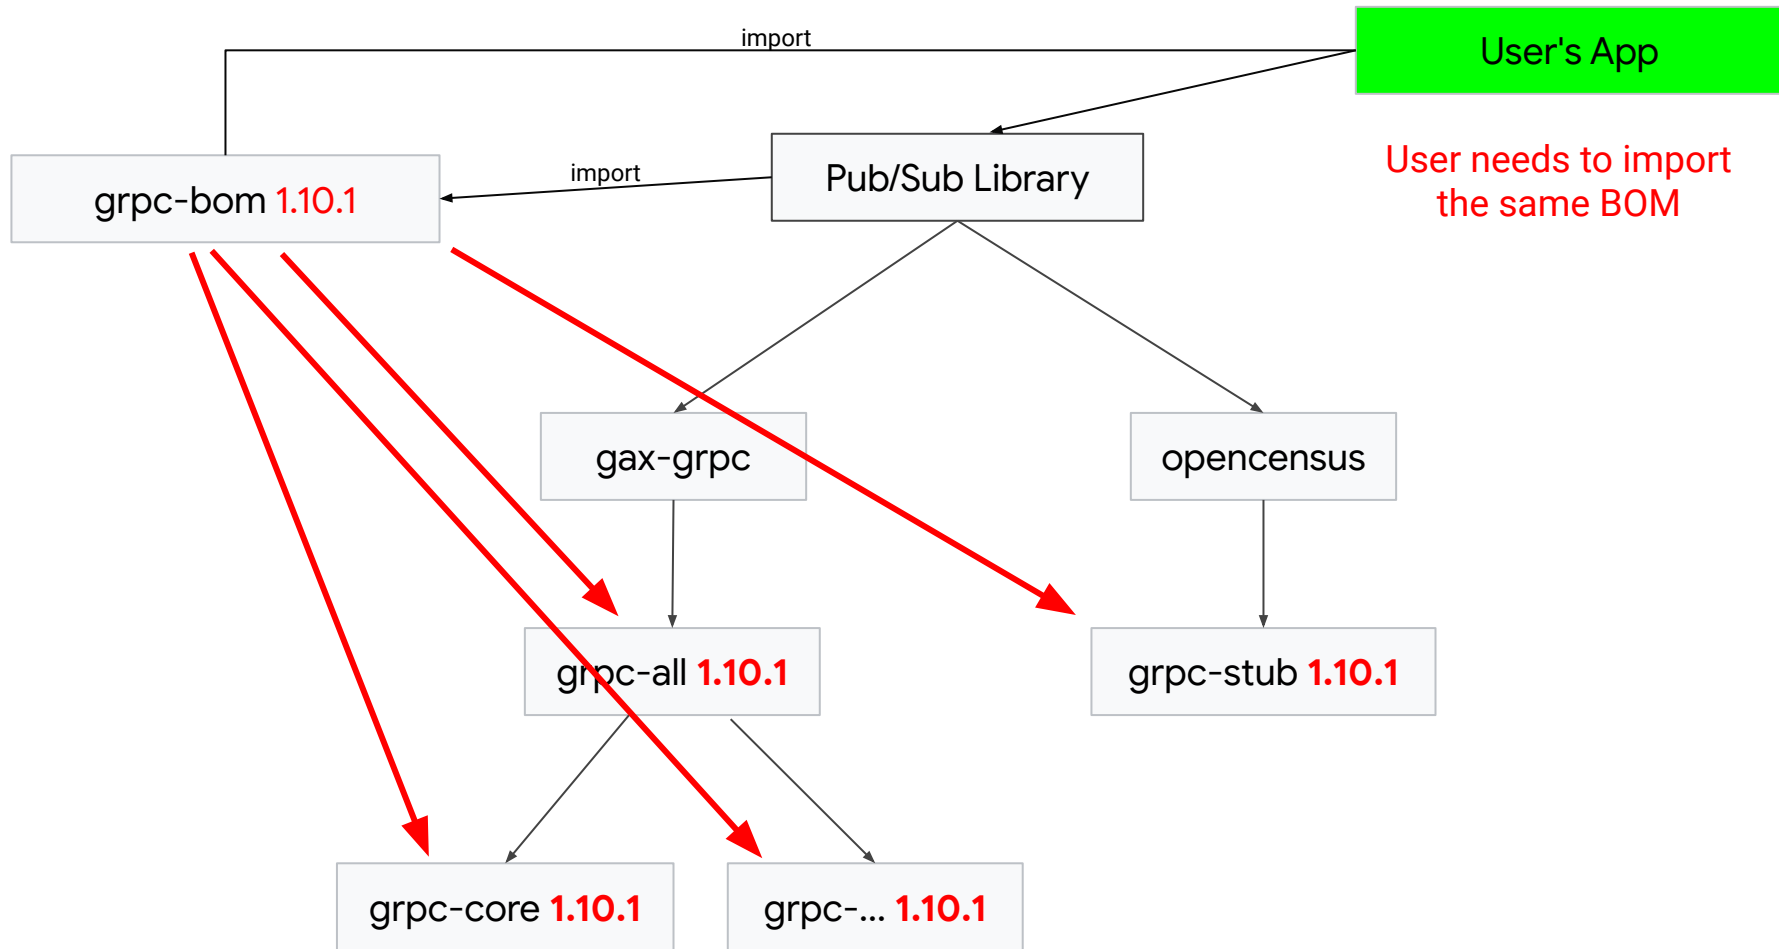 import
User's App
User needs to import
the same BOM
Pub/Sub Library
import
grpc-bom 1.10.1
gax-grpc
opencensus
grpc-all 1.10.1
grpc-stub 1.10.1
grpc-core 1.10.1
grpc-... 1.10.1